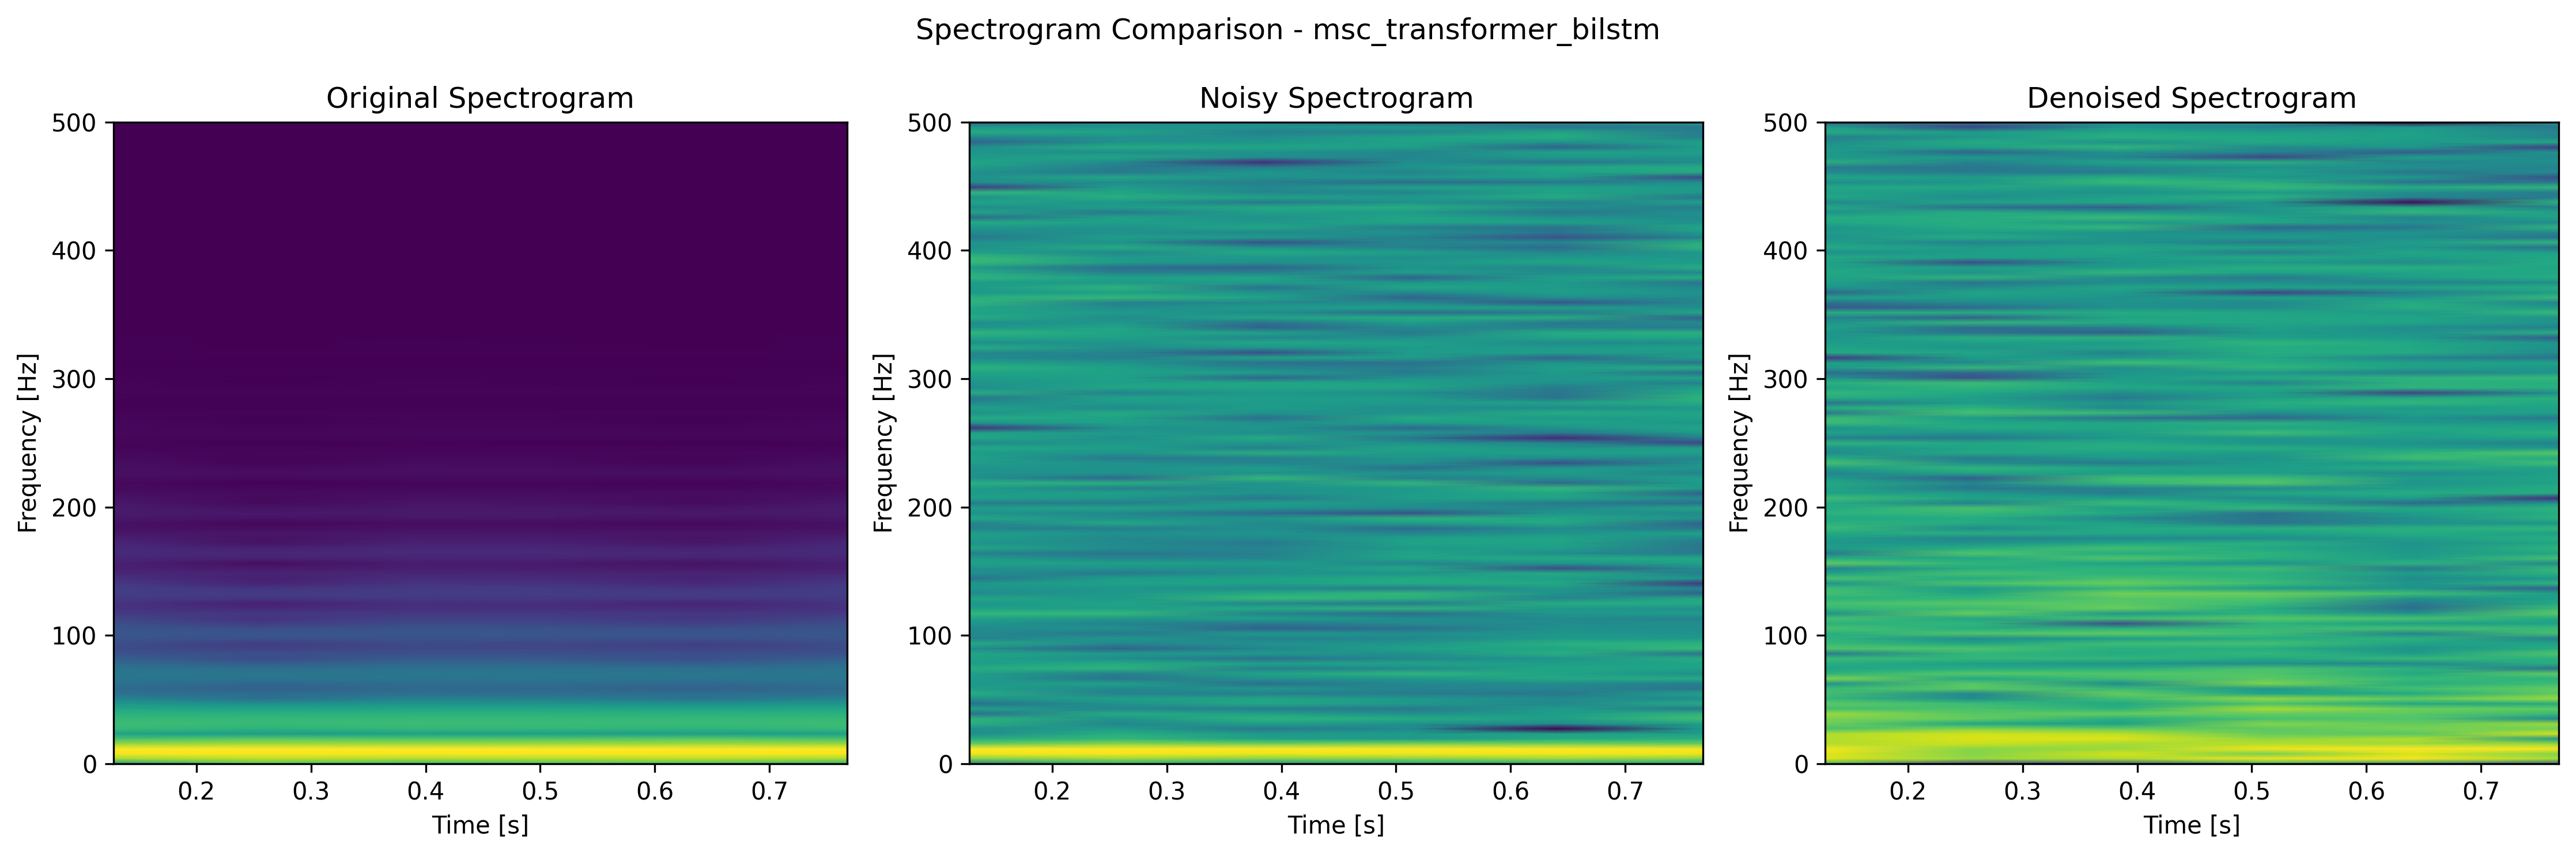 Spectrogram Comparison - msc_transformer_bilstm
Original Spectrogram
500
400
300
200
100
0
Frequency [Hz]
0.2 0.3 0.4 0.5 0.6 0.7
Time [s]
Noisy Spectrogram
500
400
300
200
100
0
Frequency [Hz]
0.2 0.3 0.4 0.5 0.6 0.7
Time [s]
Denoised Spectrogram
500
400
300
200
100
0
Frequency [Hz]
0.2 0.3 0.4 0.5 0.6 0.7
Time [s]